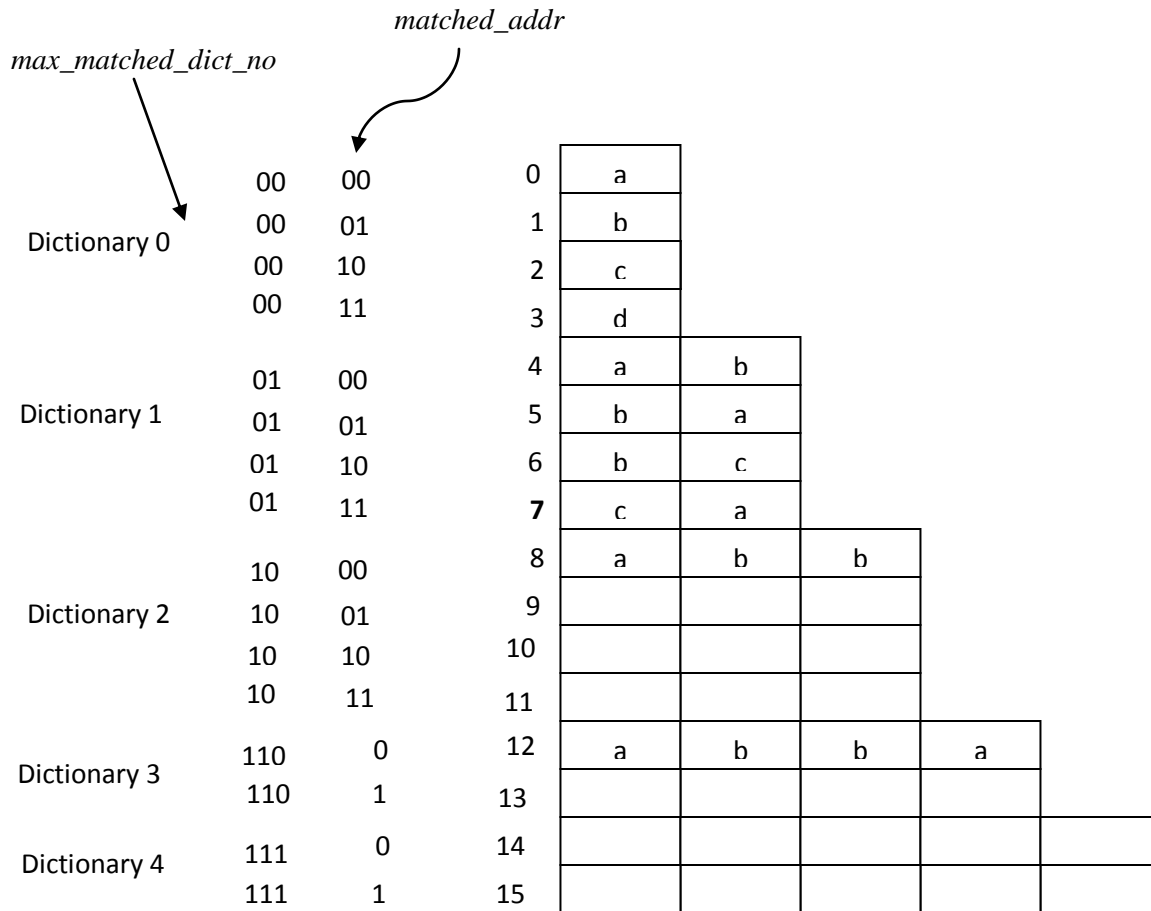 matched_addr
max_matched_dict_no
00 00 0 a
Dictionary 0
00 01 1 b
00 10 2 c
00 11 3 d
4 a b
01 00
Dictionary 1
01 01 5 b a
01 10 6 b c
01 11 7 c a
8 a b b
10 00
Dictionary 2
10 01 9
10 10 10
10 11 11
110 0 12 a b b a
Dictionary 3
110 1 13
111 0 14
Dictionary 4
111 1 15